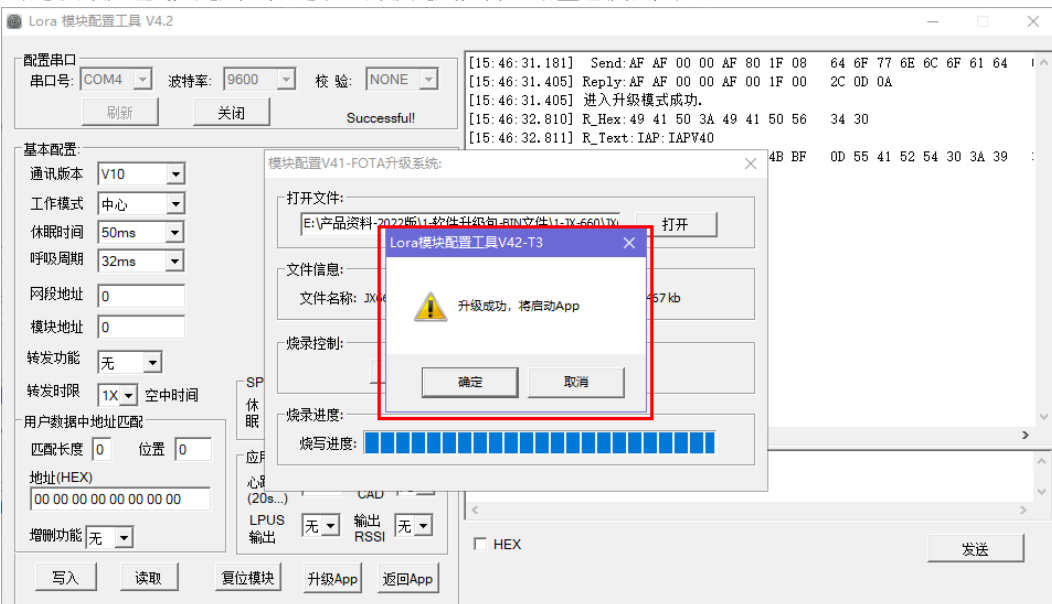 Lora 模块配置工具 V4.2
配置串口
串口号: COM4 波特率: 9600 校 验: NONE
刷新 关闭 Successful!
[15:46:31.181] Send:AF AF 00 00 AF 80 1F 08 64 6F 77 6E 6C 6F 61 64
[15:46:31.405] Reply:AF AF 00 00 AF 00 1F 00 2C 0D 0A
[15:46:31.405] 进入升级模式成功.
[15:46:32.810] R_Hex:49 41 50 3A 49 41 50 56 34 30
[15:46:32.811] R_Text:IAP:IAPV40
4B BF 0D 55 41 52 54 30 3A 39
基本配置:
通讯版本 V10
工作模式 中心
休眠时间 50ms
呼吸周期 32ms
网段地址 0
模块地址 0
转发功能 无
转发时限 1X 空中时间
用户数据中地址匹配
匹配长度 0 位置 0
地址(HEX)
00 00 00 00 00 00 00 00
增删功能 无
SP
休
眠
心
(20s...) CAD
LPUS 无 输出 无
输出 RSSI
模块配置V41-FOTA升级系统:
打开文件:
E:\产品资料-2022版\1-软件升级包-BIN文件\1-JX-660\JX 打开
文件信息:
文件名称: 467 kb
烧录控制:
烧录进度:
烧写进度:
Lora模块配置工具V42-T3
升级成功，将启动App
确定 取消
HEX 发送
写入 读取 复位模块 升级App 返回App